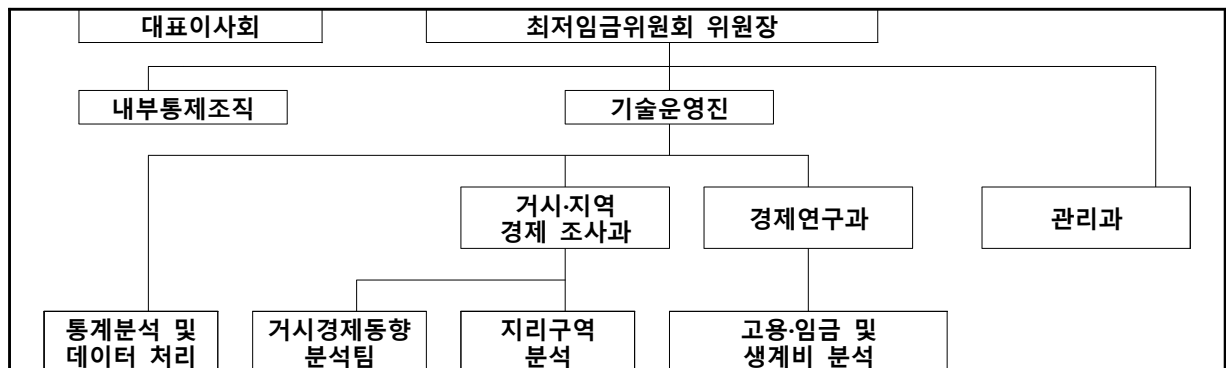 대표이사회
최저임금위원회 위원장
내부통제조직
기술운영진
거시·지역
경제 조사과
경제연구과
관리과
통계분석 및
데이터 처리
거시경제동향
분석팀
지리구역
분석
고용·임금 및
생계비 분석